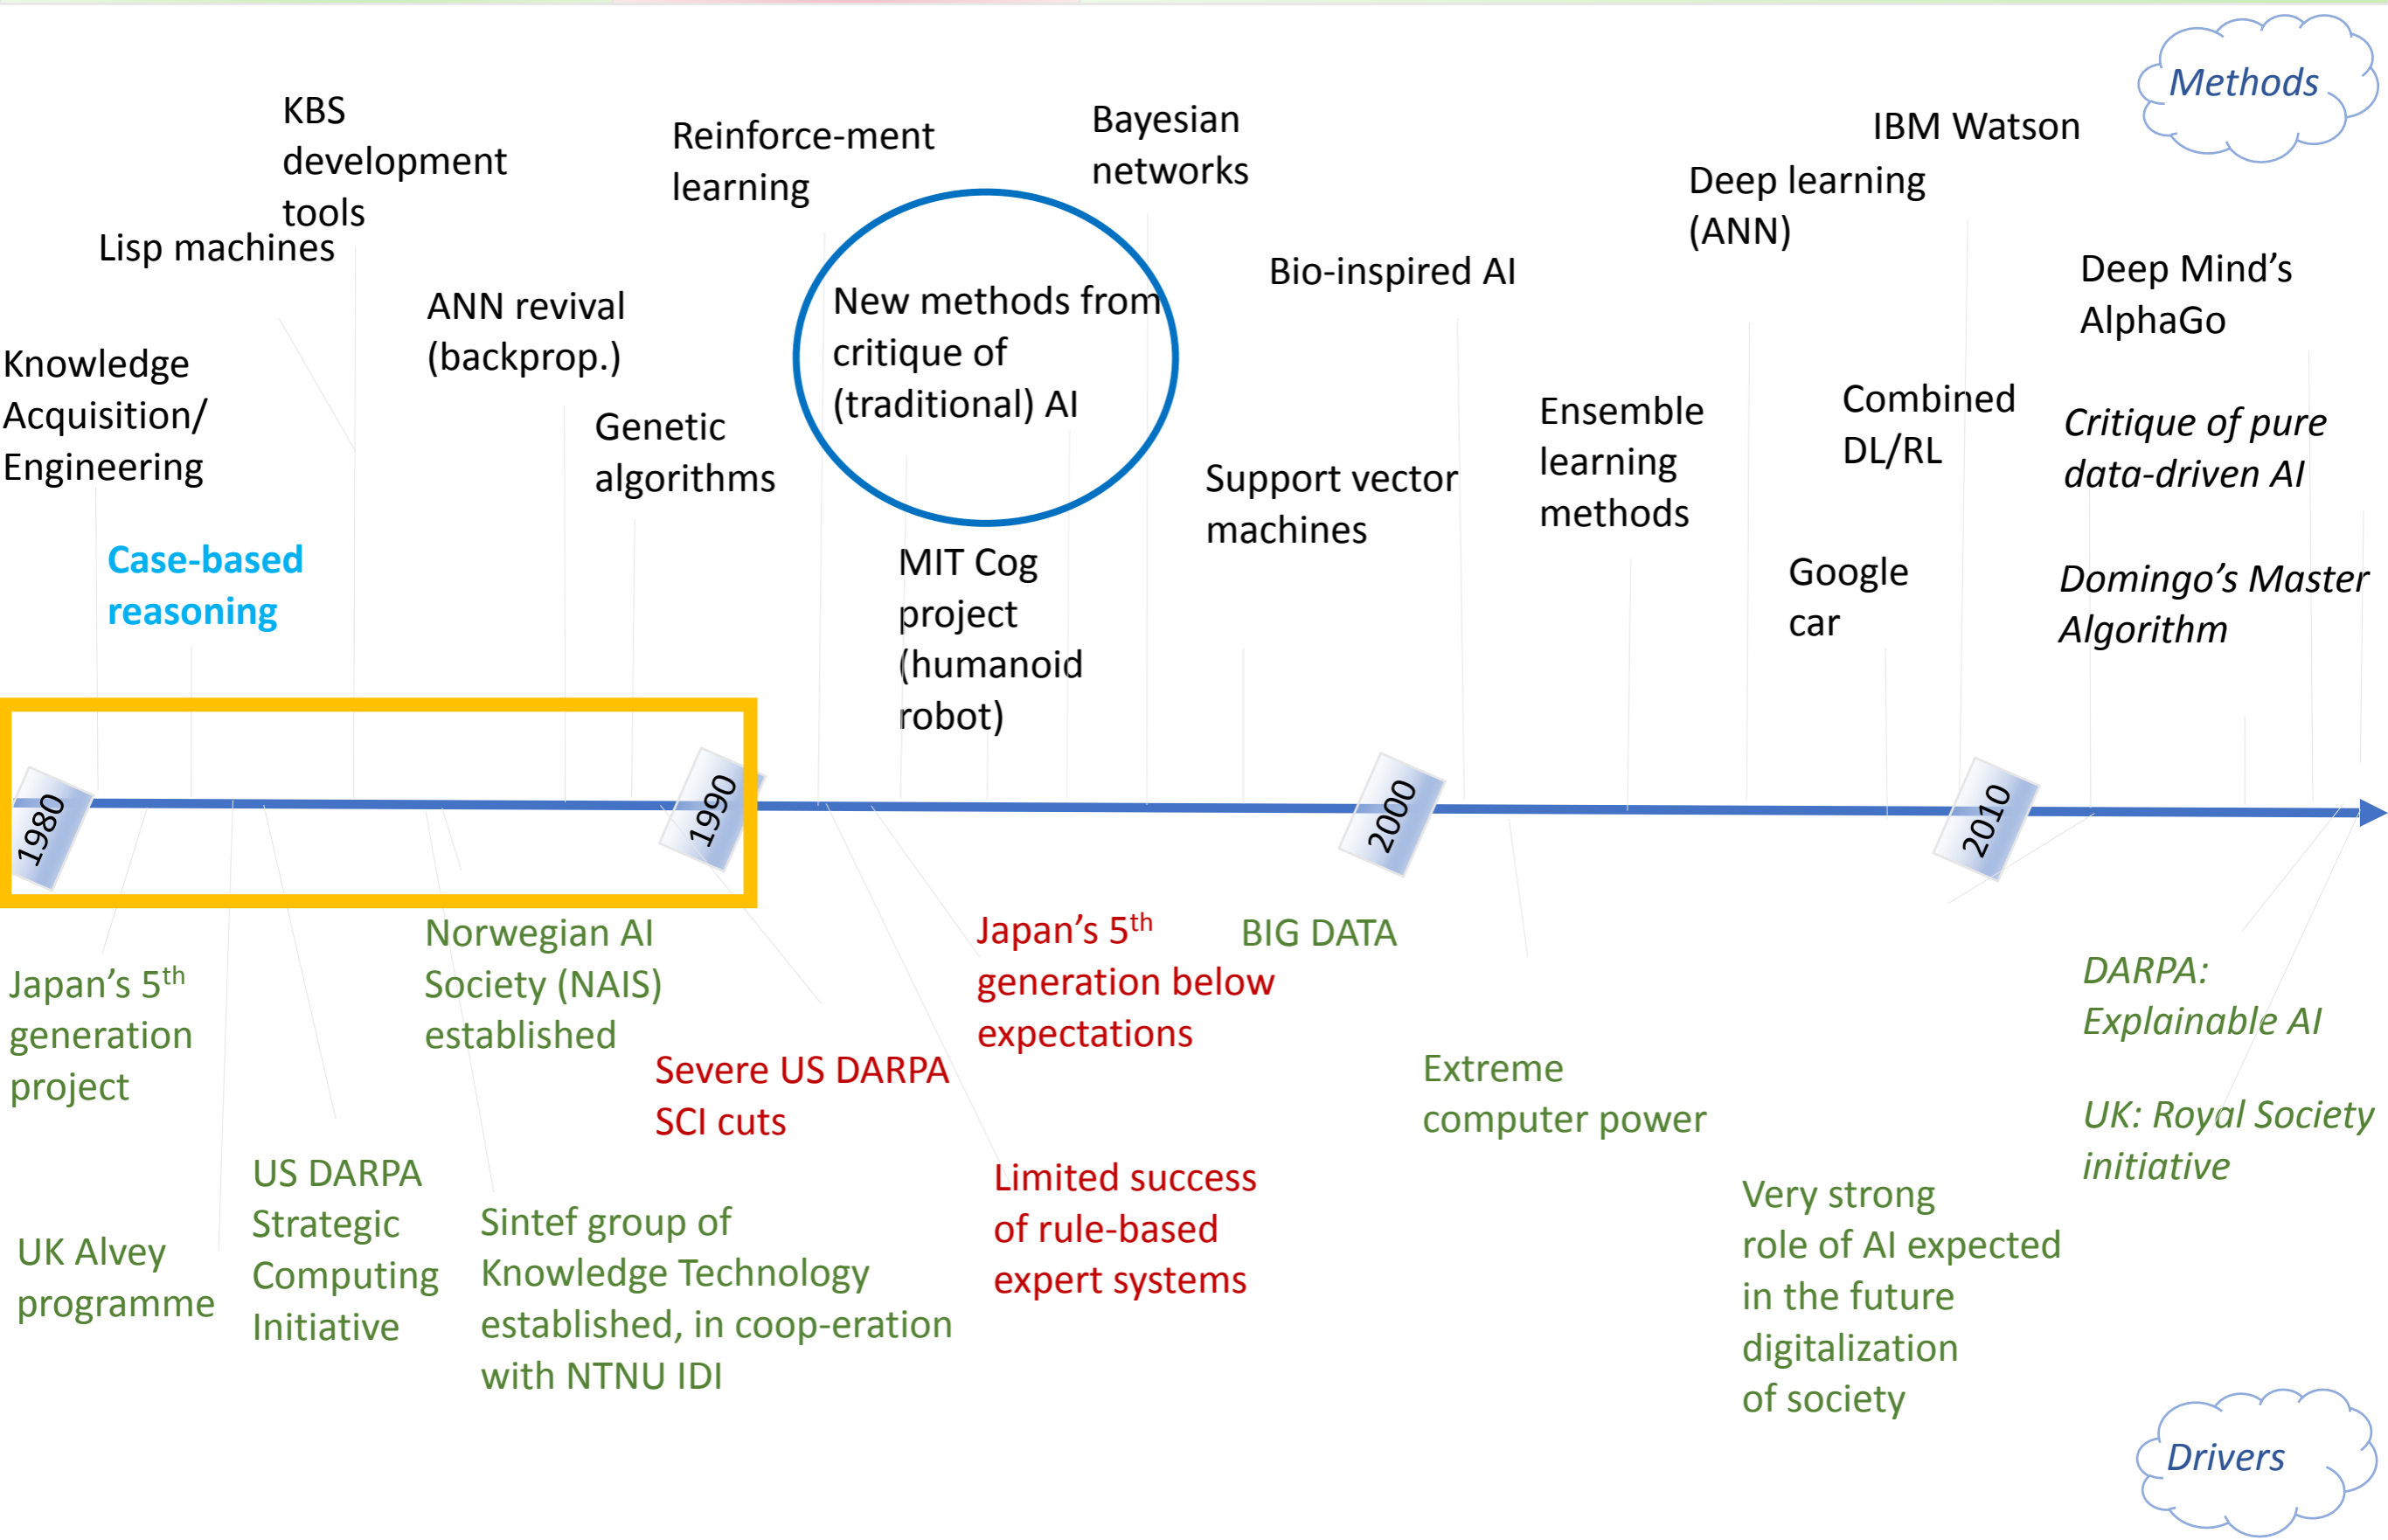 Methods
KBS
development
tools
Lisp machines
Knowledge
Acquisition/
Engineering
Case-based
reasoning
ANN revival
(backprop.)
Genetic
algorithms
Reinforce-ment
learning
New methods from
critique of
(traditional) AI
MIT Cog
project
(humanoid
robot)
Bayesian
networks
Bio-inspired AI
Support vector
machines
Ensemble
learning
methods
Deep learning
(ANN)
IBM Watson
Combined
DL/RL
Google
car
Deep Mind’s
AlphaGo
Critique of pure
data-driven AI
Domingo’s Master
Algorithm
1980
1990
2000
2010
Japan’s 5th
generation
project
UK Alvey
programme
US DARPA
Strategic
Computing
Initiative
Norwegian AI
Society (NAIS)
established
Sintef group of
Knowledge Technology
established, in coop-eration
with NTNU IDI
Severe US DARPA
SCI cuts
Japan’s 5th
generation below
expectations
Limited success
of rule-based
expert systems
BIG DATA
Extreme
computer power
Very strong
role of AI expected
in the future
digitalization
of society
DARPA:
Explainable AI
UK: Royal Society
initiative
Drivers